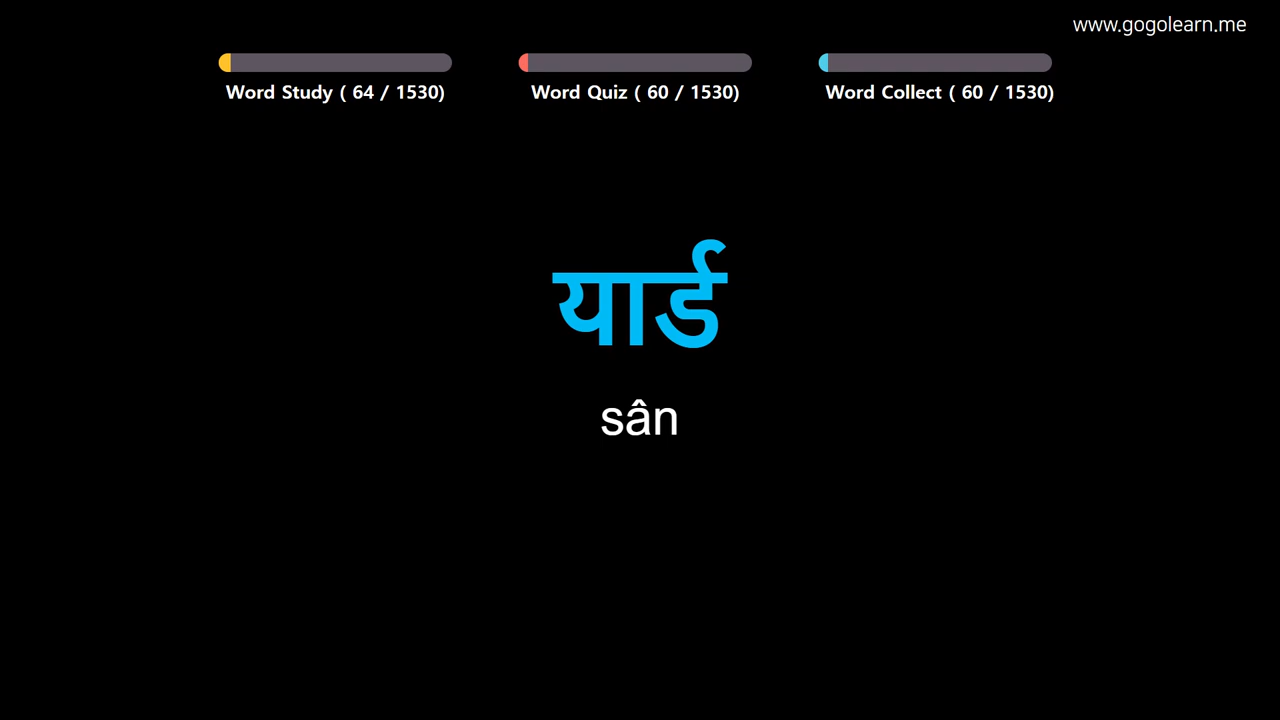 www.gogolearn.me
Word Study ( 64 / 1530)
Word Quiz ( 60 / 1530)
Word Collect ( 60 / 1530)
यार्ड
sân